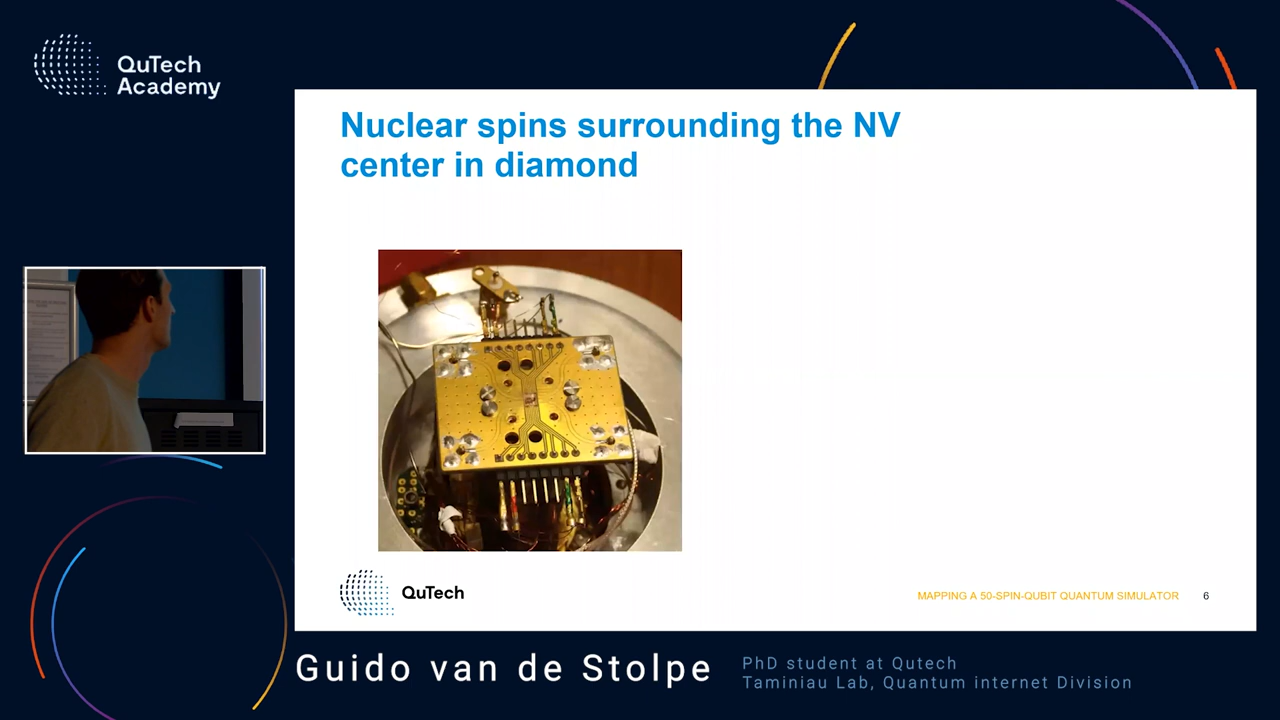 QuTech
Academy
Nuclear spins surrounding the NV
center in diamond
QuTech
MAPPING A 50-SPIN-QUBIT QUANTUM SIMULATOR
6
Guido van de Stolpe
PhD student at Qutech
Taminiau Lab, Quantum internet Division